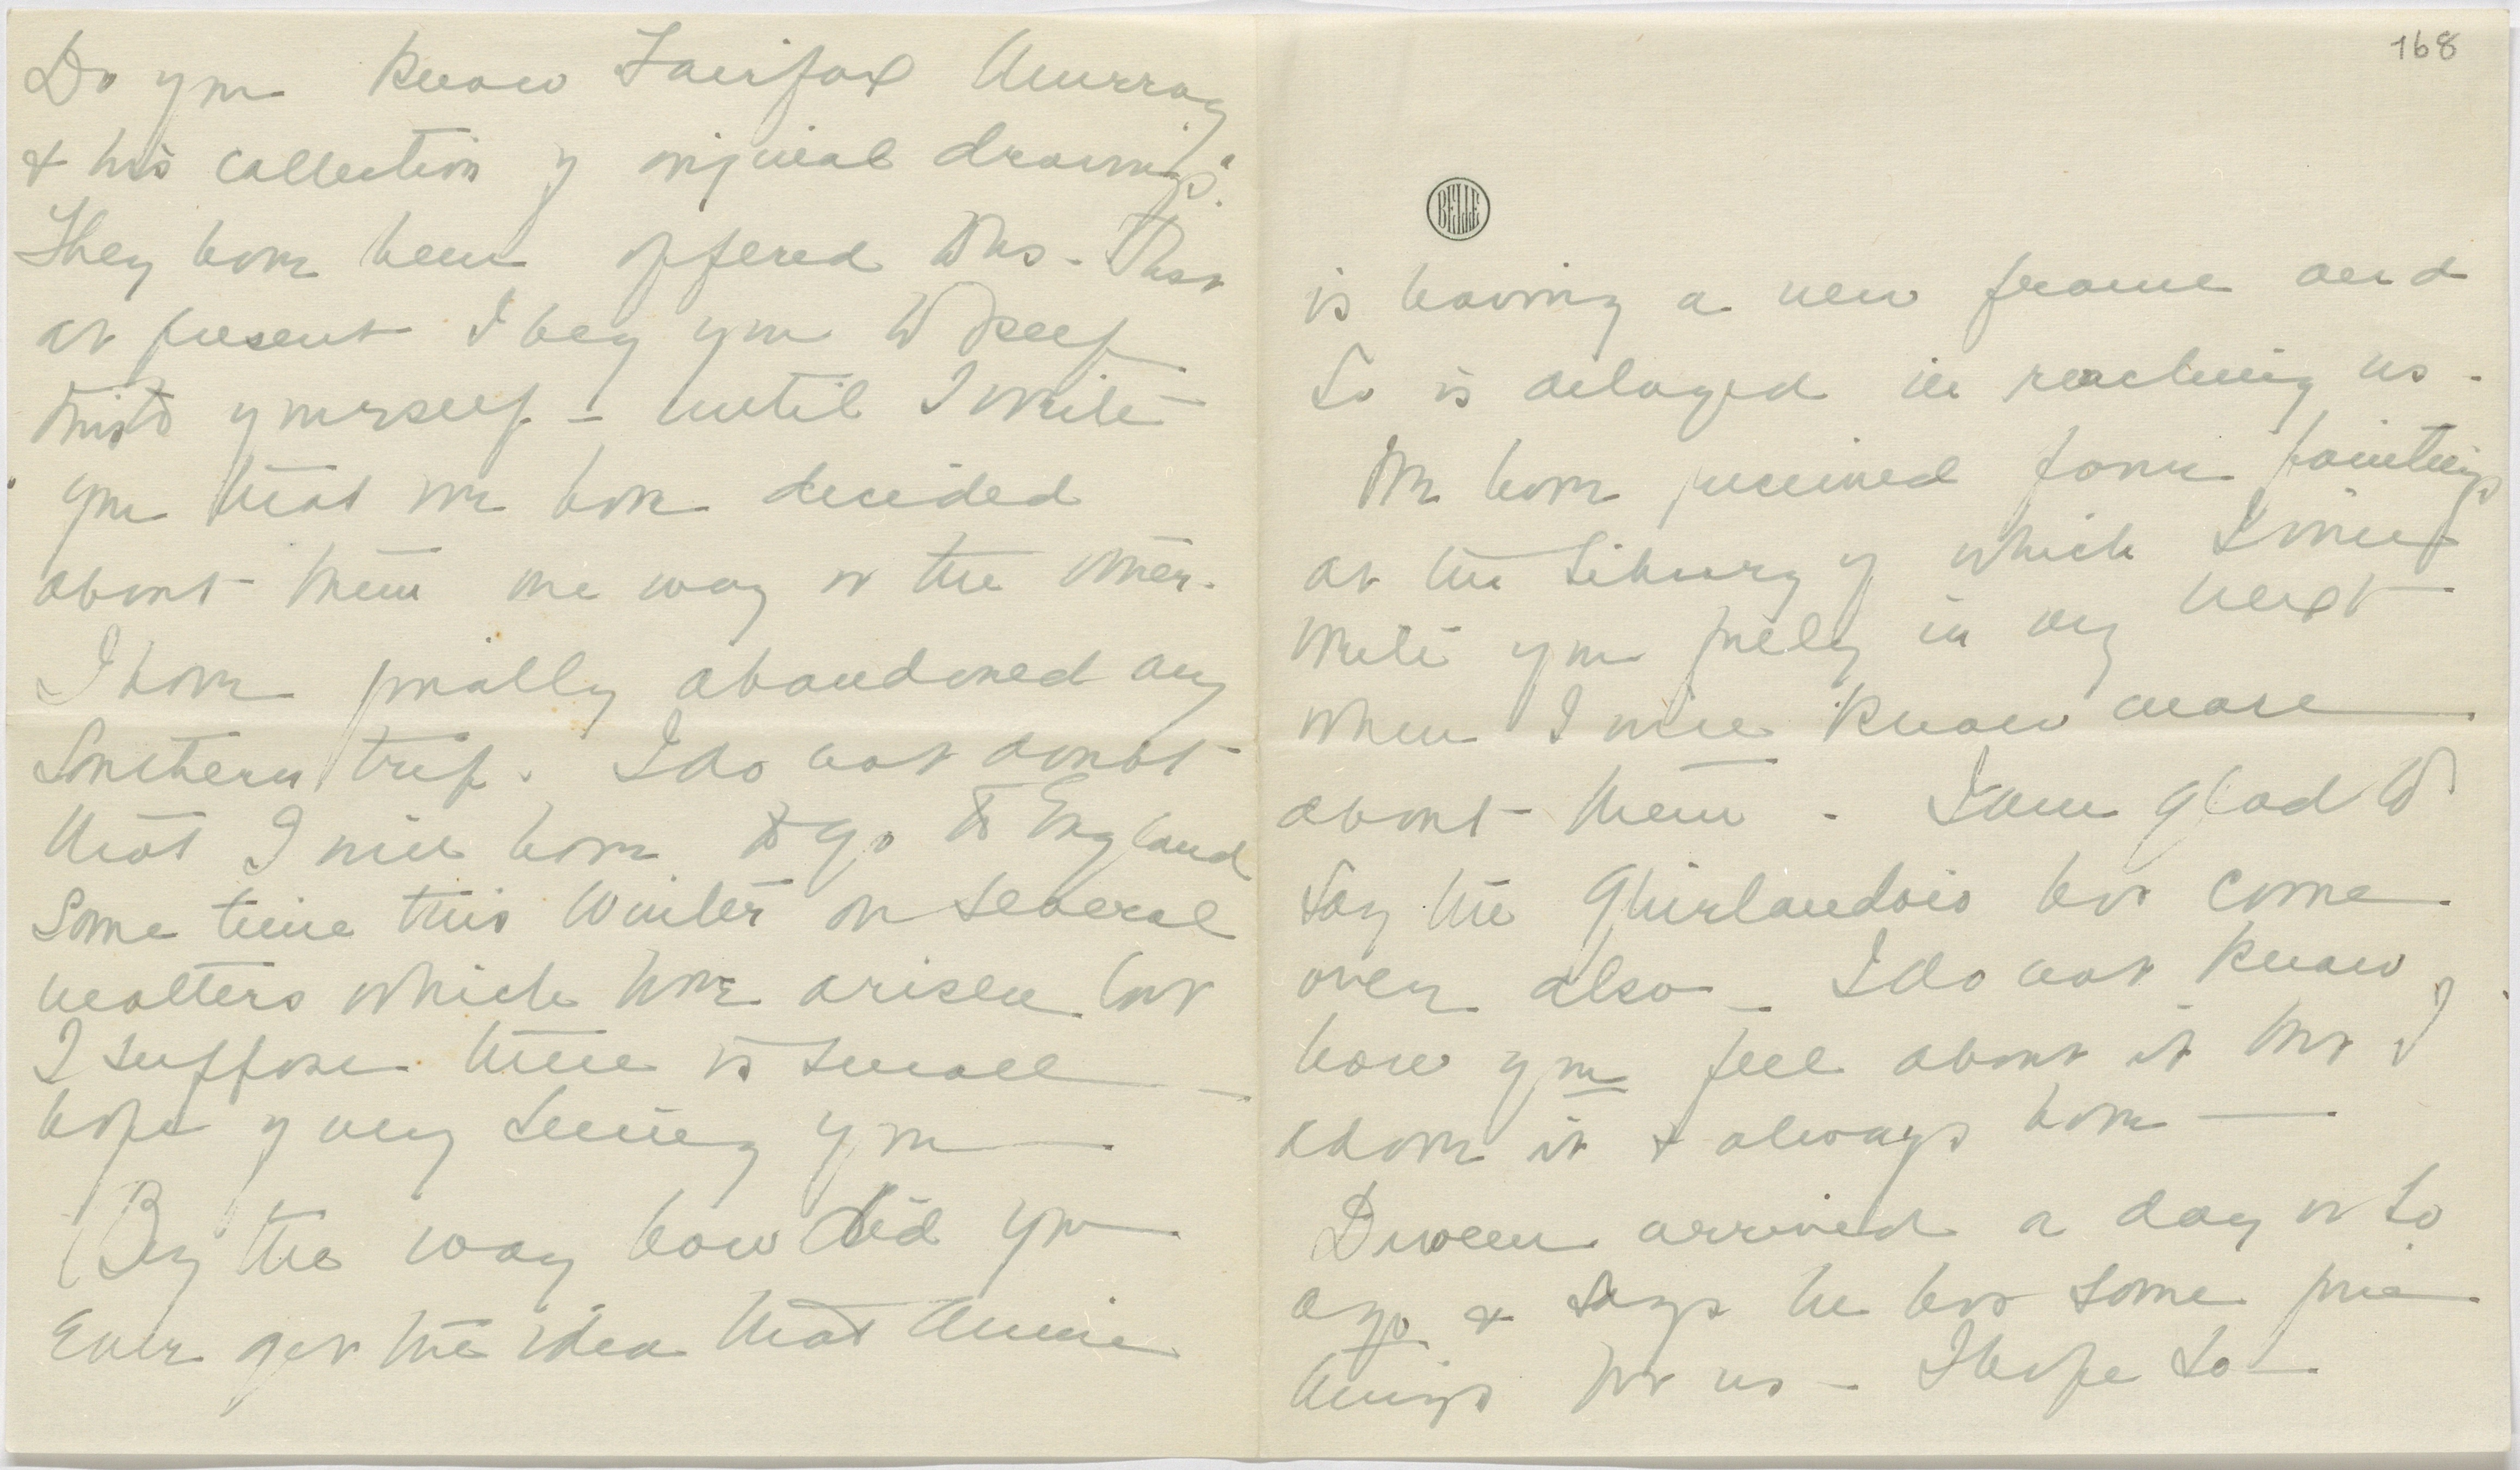 Do you know Fairfax Murray
& his collection of original drawings?
They have been offered to us. That
at present I beg you to keep
to yourself – until I write
you that we have decided
about them one way or the other.
I have finally abandoned my
Southern trip. I do not doubt
that I will have to go to England
some time this Winter on several
matters which have arisen but
I suppose there is small
hope of my seeing you
(By the way how did you
ever get the idea that Annie
168
BELLE
is having a new frame and
so is delayed in reaching us.
We have received four paintings
at the Library of which I will
write you fully in my next
when I will know more
about them. I am glad to
say the Ghirlandaio has come
over also – I do not know
how you feel about it but I
adore it & always have —
Duveen arrived a day or so
ago & says he has some fine
things for us – I hope so —